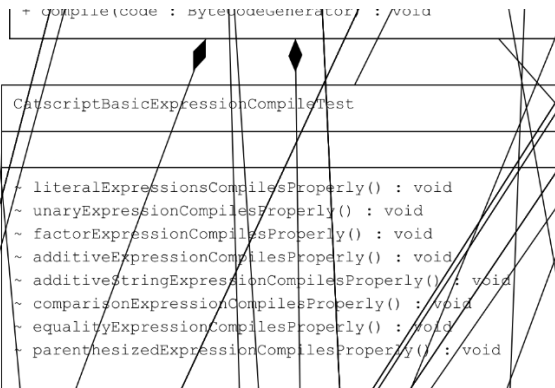 + compile(code : ByteCodeGenerator) : void
CatscriptBasicExpressionCompileTest
~ literalExpressionsCompilesProperly() : void
~ unaryExpressionCompilesProperly() : void
~ factorExpressionCompilesProperly() : void
~ additiveExpressionCompilesProperly() : void
~ additiveStringExpressionCompilesProperly() : void
~ comparisonExpressionCompilesProperly() : void
~ equalityExpressionCompilesProperly() : void
~ parenthesizedExpressionCompilesProperly() : void